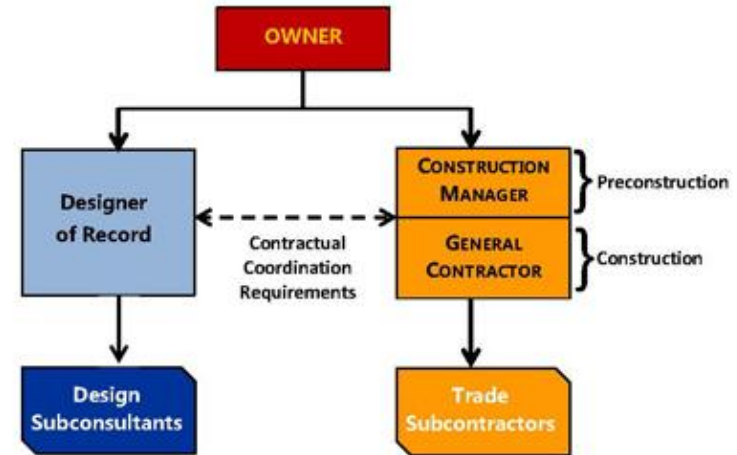 OWNER
Designer
of Record
CONSTRUCTION
MANAGER
Preconstruction
GENERAL
CONTRACTOR
Construction
Contractual
Coordination
Requirements
Design
Subconsultants
Trade
Subcontractors